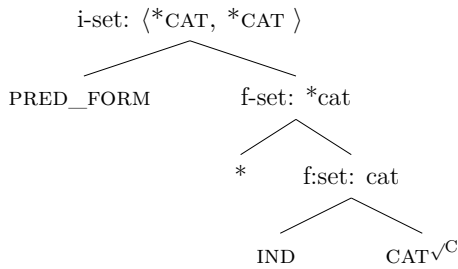 i-set: ⟨*CAT, *CAT ⟩
PRED_FORM f-set: *cat
* f:set: cat
IND CAT√C